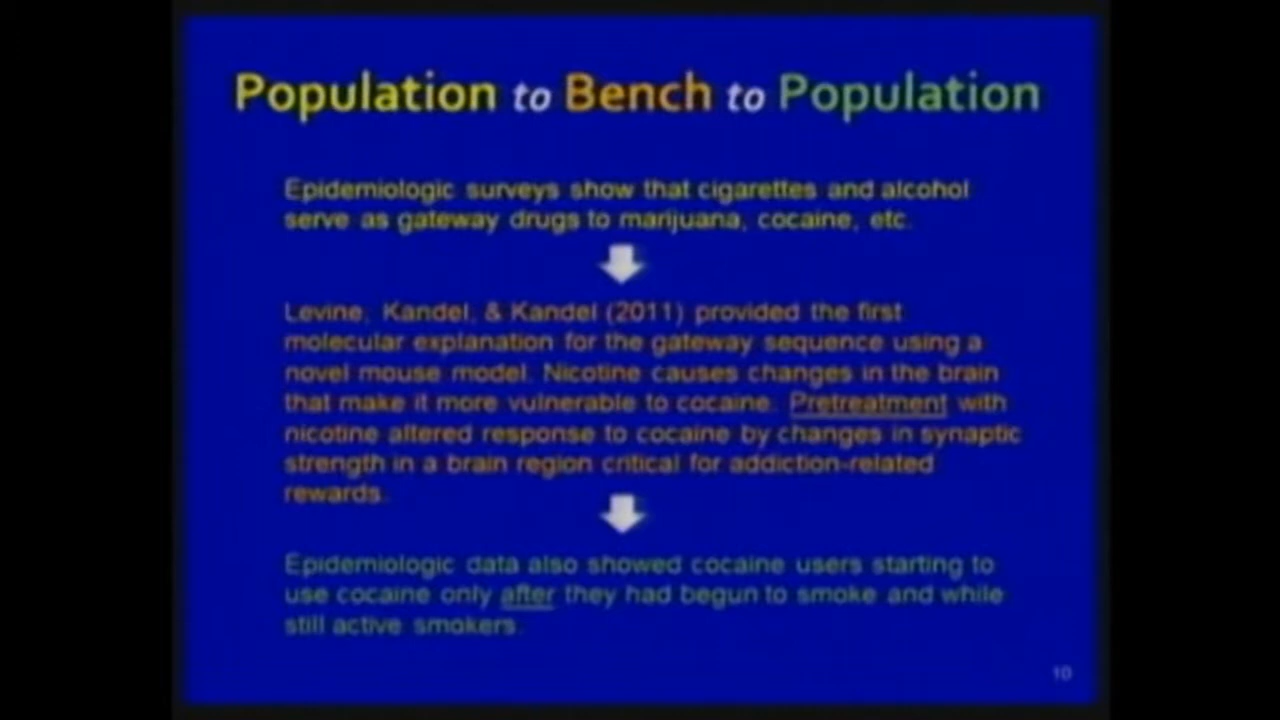 Population to Bench to Population
Epidemiologic surveys show that cigarettes and alcohol
serve as gateway drugs to marijuana, cocaine, etc.
Levine, Kandel, & Kandel (2011) provided the first
molecular explanation for the gateway sequence using a
novel mouse model. Nicotine causes changes in the brain
that make it more vulnerable to cocaine. Pretreatment with
nicotine altered response to cocaine by changes in synaptic
strength in a brain region critical for addiction-related
rewards.
Epidemiologic data also showed cocaine users starting to
use cocaine only after they had begun to smoke and while
still active smokers.
10